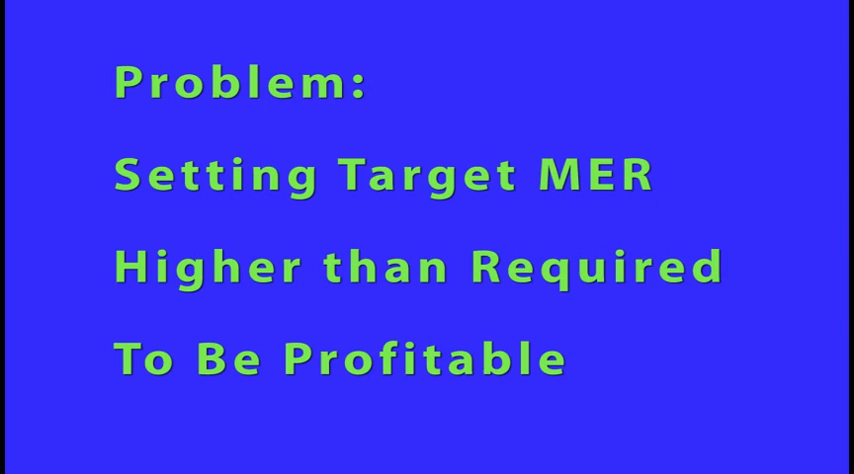 Problem:
Setting Target MER
Higher than Required
To Be Profitable